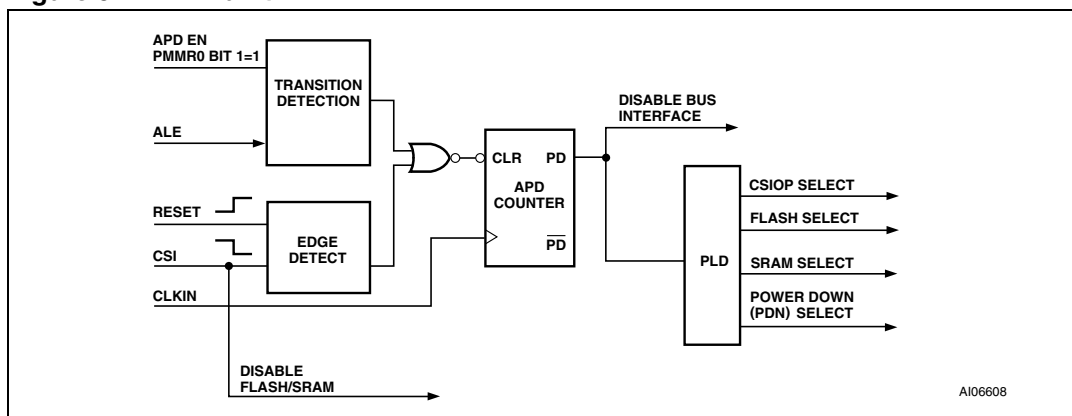 APD EN
PMMR0 BIT 1=1
TRANSITION
DETECTION
ALE
DISABLE BUS
INTERFACE
CLR PD
APD
COUNTER
PD
RESET
CSI
EDGE
DETECT
CLKIN
PLD
CSIOP SELECT
FLASH SELECT
SRAM SELECT
POWER DOWN
(PDN) SELECT
DISABLE
FLASH/SRAM
AI06608